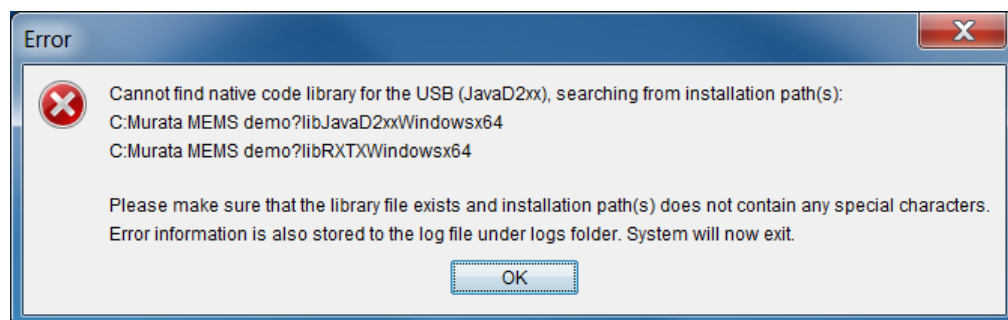 Error
Cannot find native code library for the USB (JavaD2xx), searching from installation path(s):
C:Murata MEMS demo?libJavaD2xxWindowsx64
C:Murata MEMS demo?libRXTXWindowsx64
Please make sure that the library file exists and installation path(s) does not contain any special characters.
Error information is also stored to the log file under logs folder. System will now exit.
OK